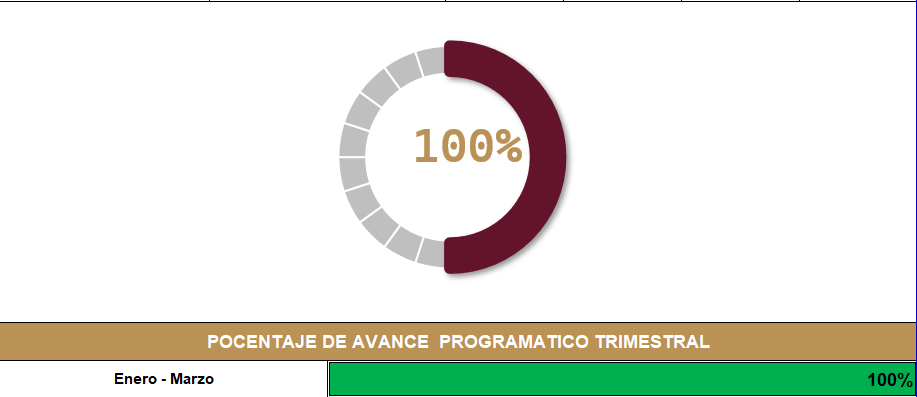 100%
POCENTAJE DE AVANCE  PROGRAMATICO TRIMESTRAL
Enero - Marzo 100%